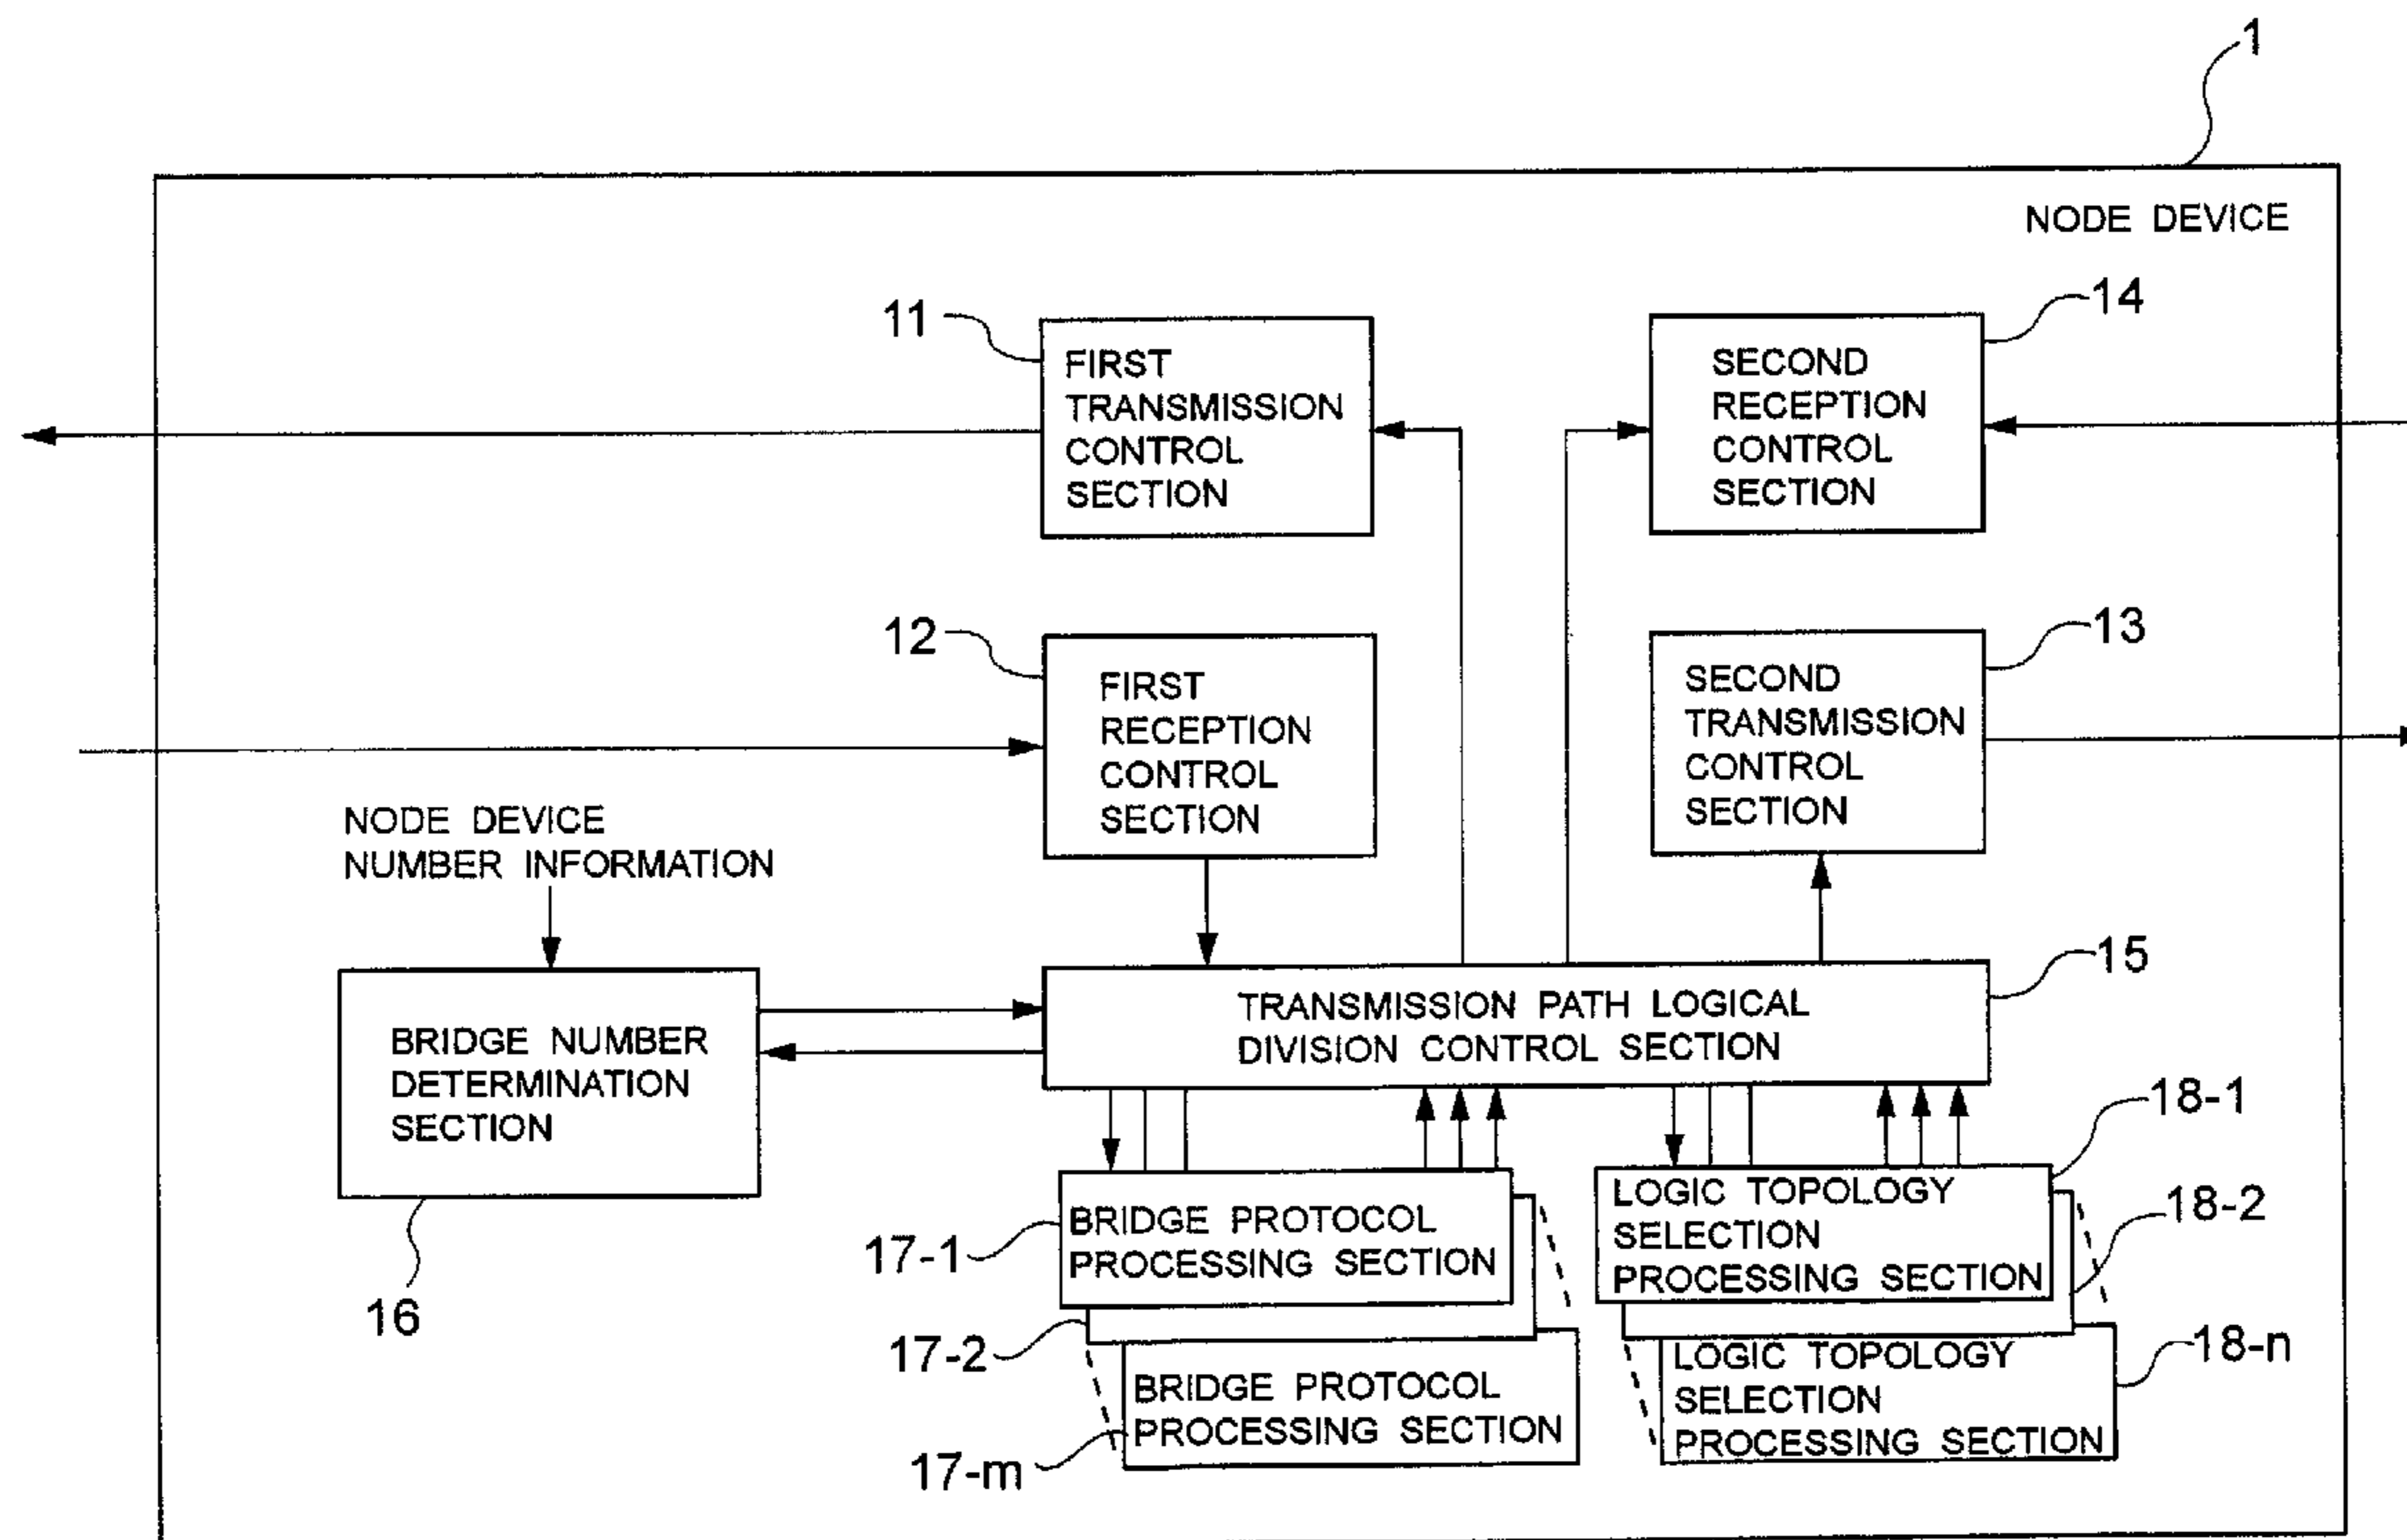 1
NODE DEVICE
11
FIRST
TRANSMISSION
CONTROL
SECTION
14
SECOND
RECEPTION
CONTROL
SECTION
12
FIRST
RECEPTION
CONTROL
SECTION
13
SECOND
TRANSMISSION
CONTROL
SECTION
NODE DEVICE
NUMBER INFORMATION
BRIDGE NUMBER
DETERMINATION
SECTION
16
15
TRANSMISSION PATH LOGICAL
DIVISION CONTROL SECTION
17-1
BRIDGE PROTOCOL
PROCESSING SECTION
17-2
BRIDGE PROTOCOL
PROCESSING SECTION
17-m
18-1
LOGIC TOPOLOGY
SELECTION
PROCESSING SECTION
18-2
LOGIC TOPOLOGY
SELECTION
PROCESSING SECTION
18-n